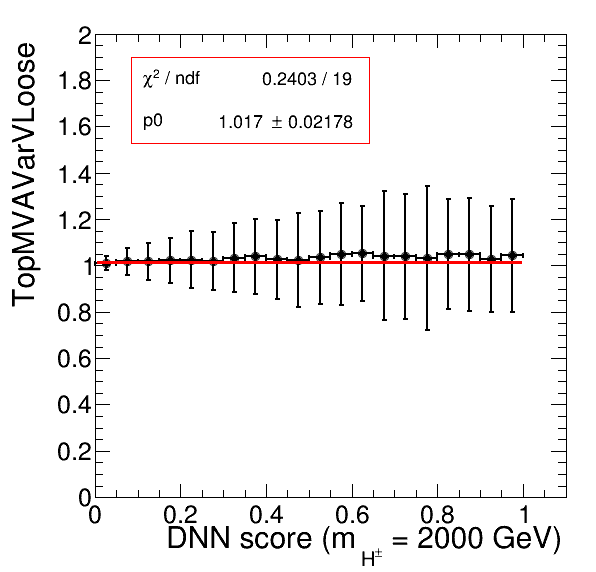 TopMVAVarVLoose
2
1.8
1.6
1.4
1.2
1
0.8
0.6
0.4
0.2
0
χ² / ndf 0.2403 / 19
p0 1.017 ± 0.02178
0 0.2 0.4 0.6 0.8 1
DNN score (m_H± = 2000 GeV)